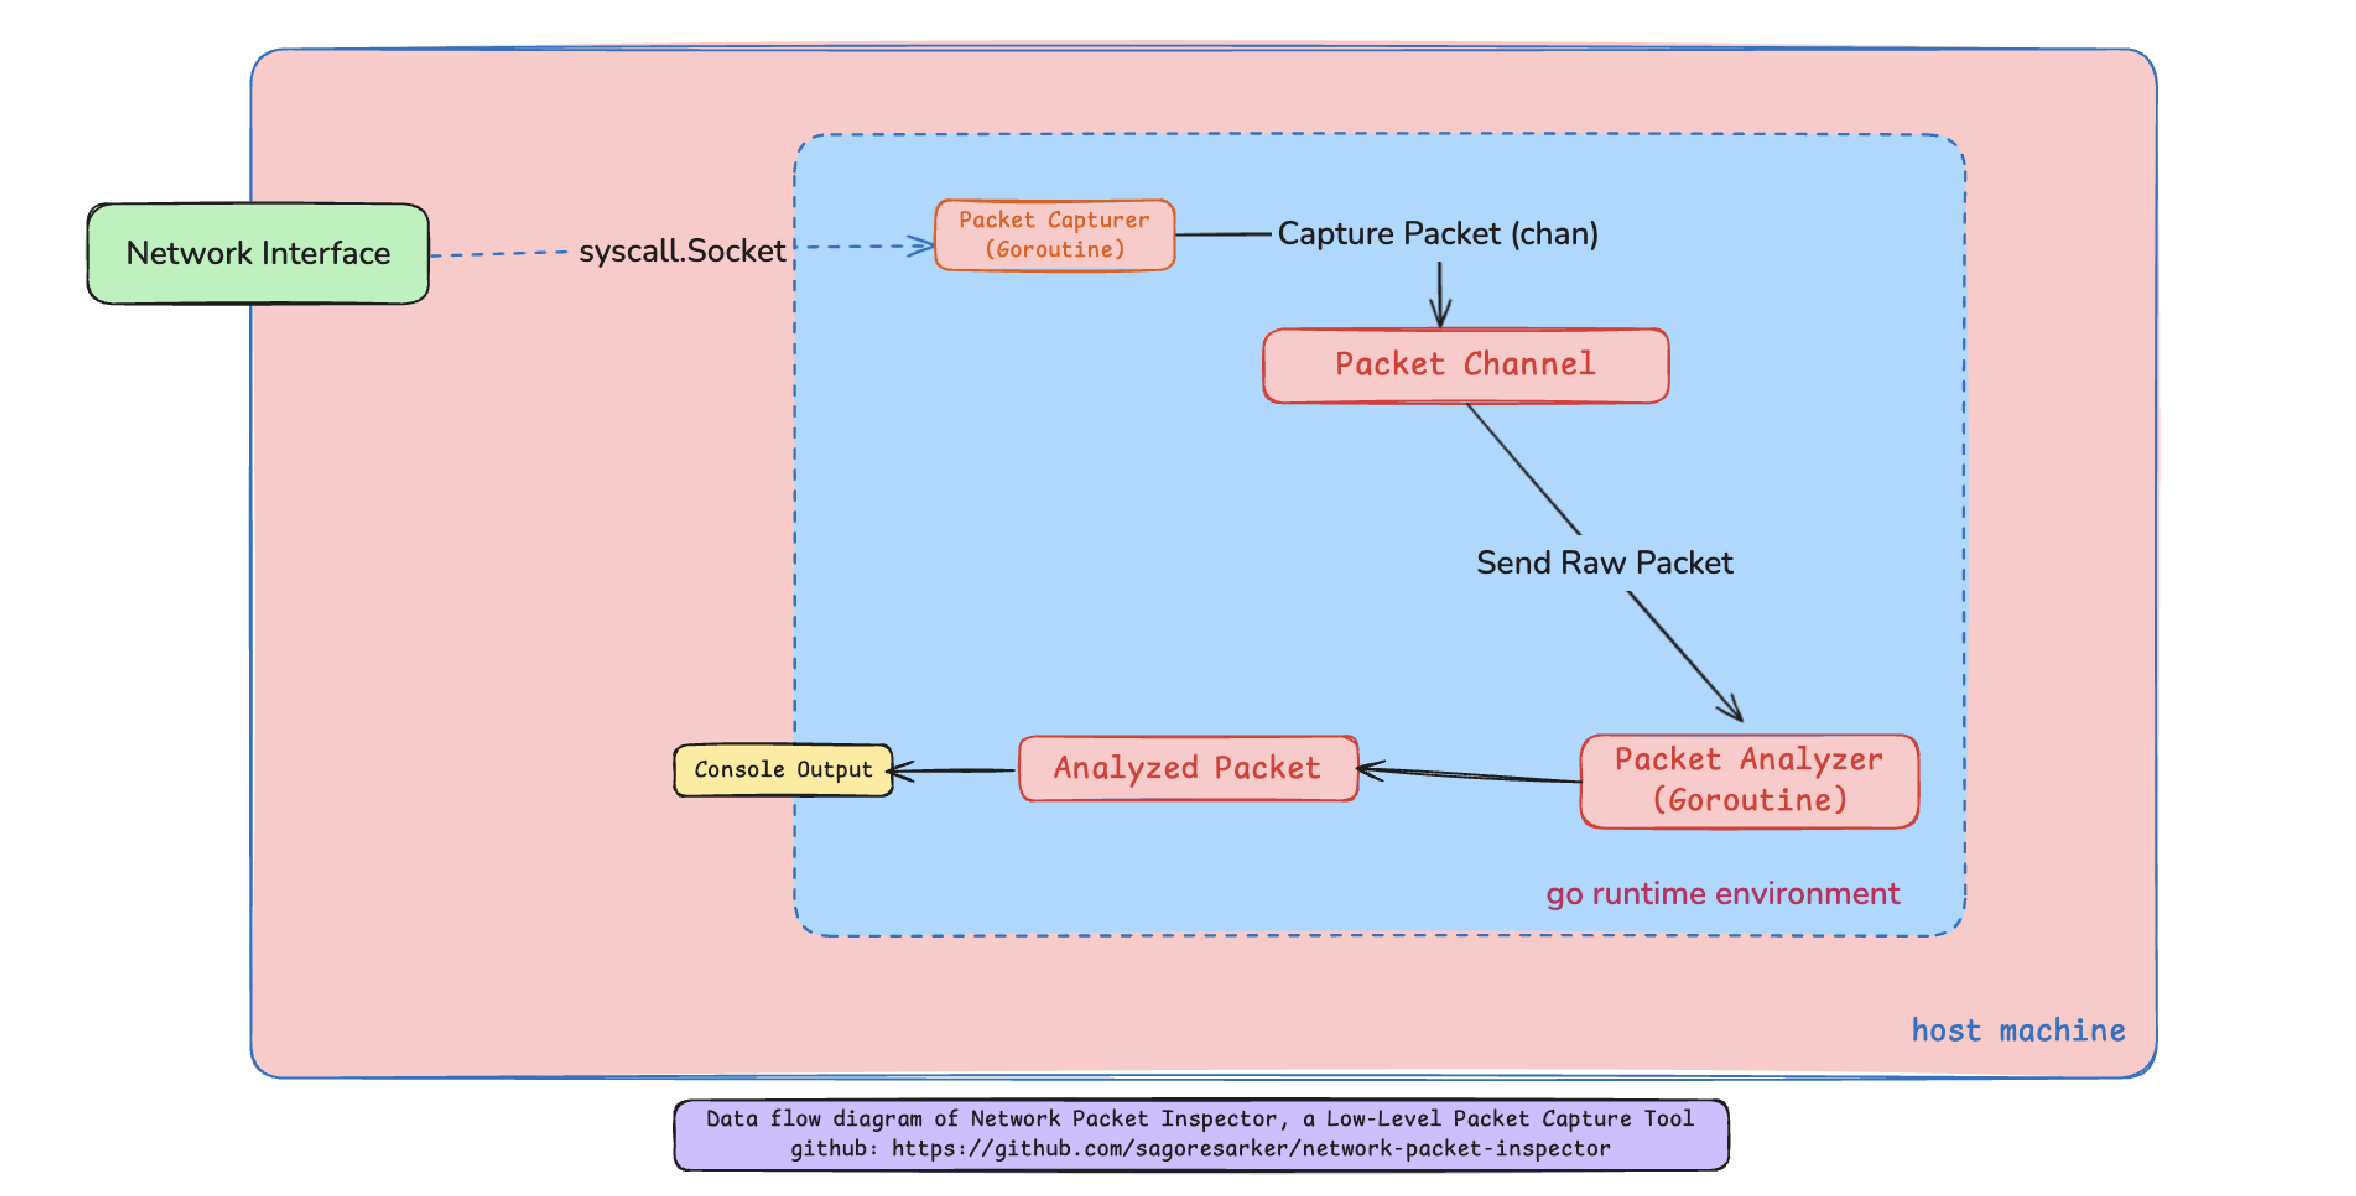 Network Interface
syscall.Socket
Packet Capturer
(Goroutine)
Capture Packet (chan)
Packet Channel
Send Raw Packet
Packet Analyzer
(Goroutine)
Analyzed Packet
Console Output
go runtime environment
host machine
Data flow diagram of Network Packet Inspector, a Low-Level Packet Capture Tool
github: https://github.com/sagoresarker/network-packet-inspector